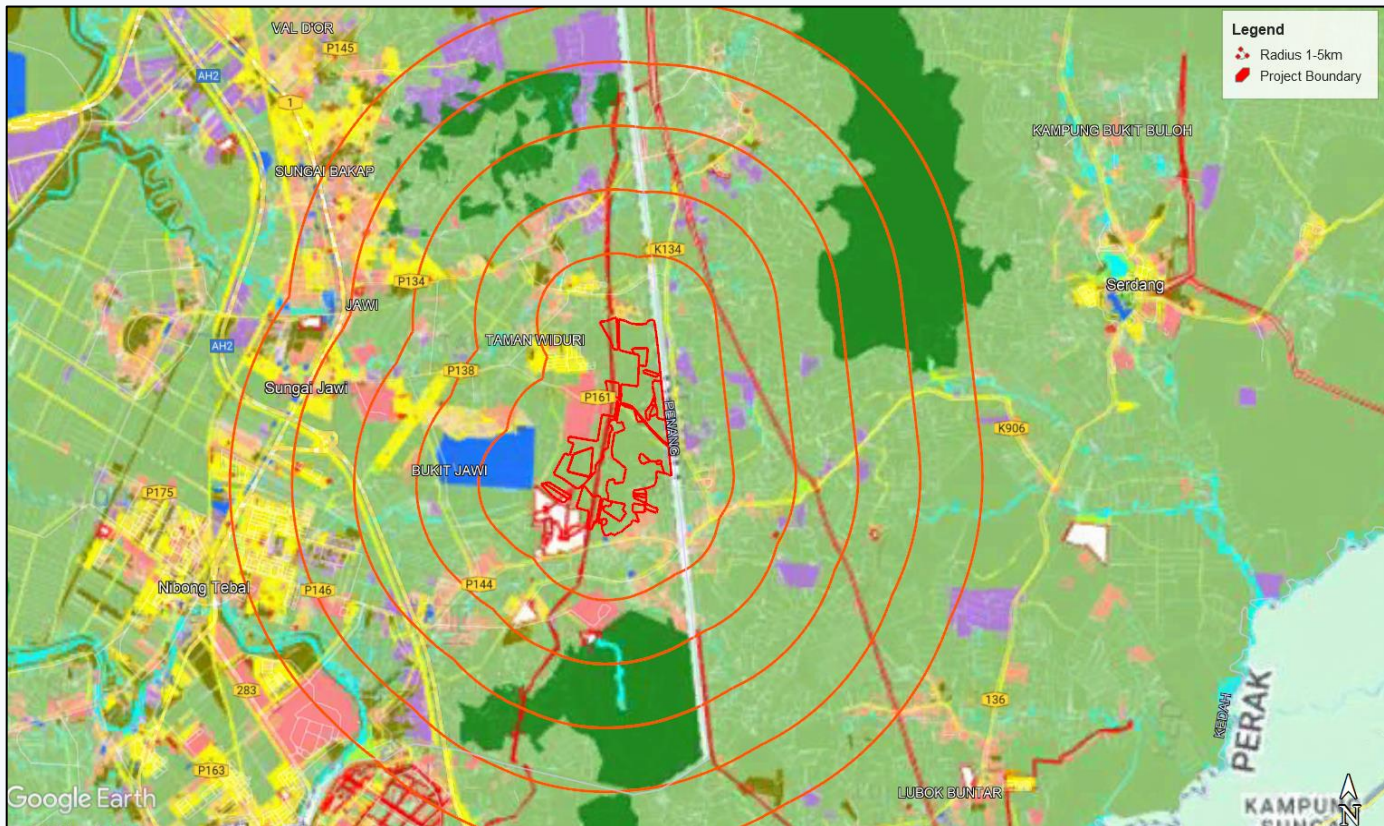 VAL D'OR
P145
Legend
Radius 1-5km
Project Boundary
AH2
1
KAMPUNG BUKIT BULOH
SUNGAI BAKAP
K134
P134
Serdang
JAWI
AH2
TAMAN WIDURI
P138
Sungai Jawi
P161
PENANG
K906
BUKIT JAWI
P175
Nibong Tebal
P144
P146
283
136
KEDAH
PERAK
P163
Google Earth
LUBOK BUNTAR
KAMPUNG
SUNGAI
N